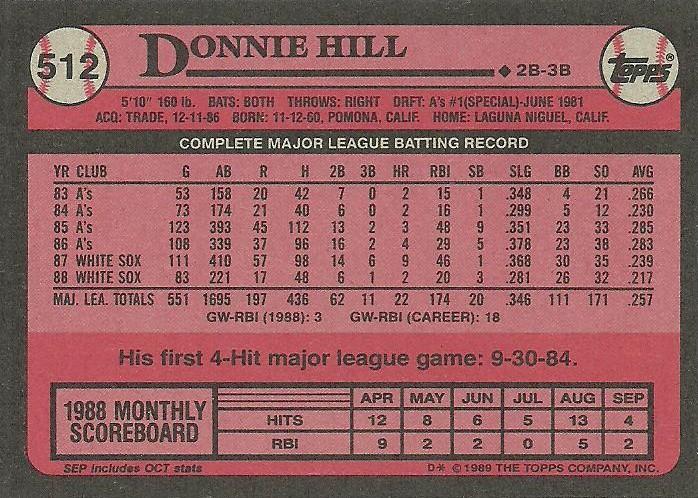 512
DONNIE HILL
◆ 2B-3B
TOPPS®
5'10" 160 lb. BATS: BOTH THROWS: RIGHT DRFT: A's #1(SPECIAL)-JUNE 1981
ACQ: TRADE, 12-11-86 BORN: 11-12-60, POMONA, CALIF. HOME: LAGUNA NIGUEL, CALIF.
COMPLETE MAJOR LEAGUE BATTING RECORD
YR CLUB G AB R H 2B 3B HR RBI SB SLG BB SO AVG
83 A's 53 158 20 42 7 0 2 15 1 .348 4 21 .266
84 A's 73 174 21 40 6 0 2 16 1 .299 5 12 .230
85 A's 123 393 45 112 13 2 3 48 9 .351 23 33 .285
86 A's 108 339 37 96 16 2 4 29 5 .378 23 38 .283
87 WHITE SOX 111 410 57 98 14 6 9 46 1 .368 30 35 .239
88 WHITE SOX 83 221 17 48 6 1 2 20 3 .281 26 32 .217
MAJ. LEA. TOTALS 551 1695 197 436 62 11 22 174 20 .346 111 171 .257
GW-RBI (1988): 3 GW-RBI (CAREER): 18
His first 4-Hit major league game: 9-30-84.
1988 MONTHLY
SCOREBOARD
APR MAY JUN JUL AUG SEP
HITS 12 8 6 5 13 4
RBI 9 2 2 0 5 2
SEP includes OCT stats
D* © 1989 THE TOPPS COMPANY, INC.